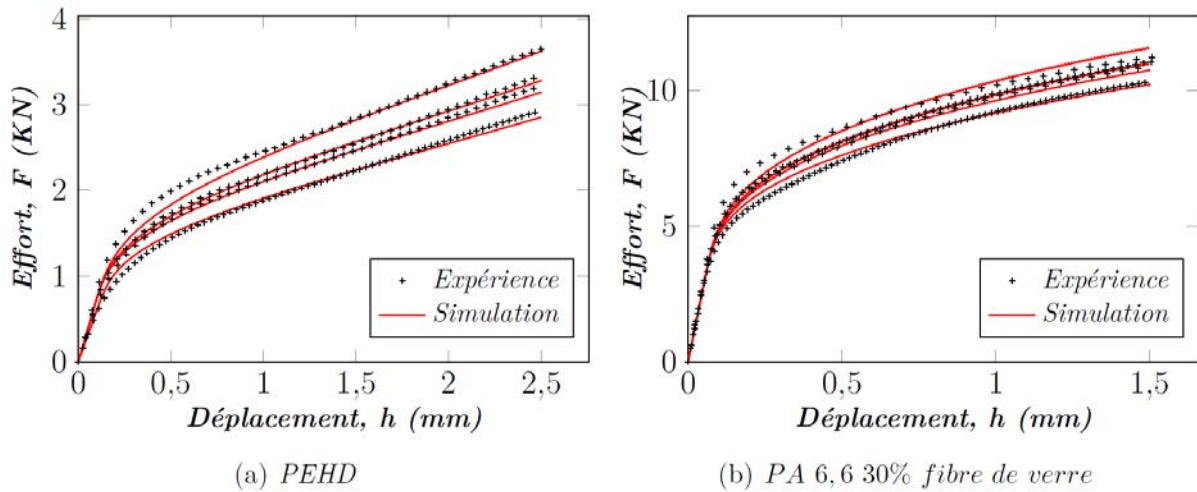 4
3
2
1
0
Effort, F (KN)
Expérience
Simulation
0 0,5 1 1,5 2 2,5
Déplacement, h (mm)
(a) PEHD
10
5
0
Effort, F (KN)
Expérience
Simulation
0 0,5 1 1,5
Déplacement, h (mm)
(b) PA 6,6 30% fibre de verre